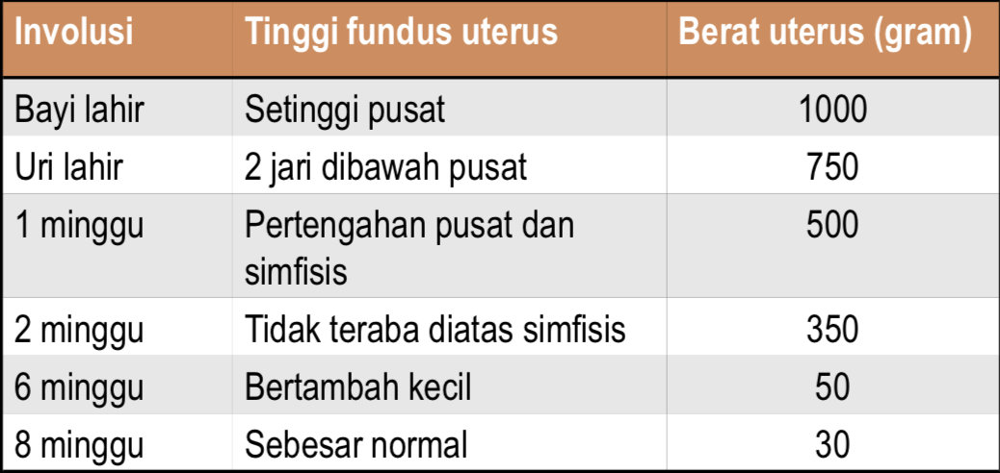 Involusi Tinggi fundus uterus Berat uterus (gram)
Bayi lahir Setinggi pusat 1000
Uri lahir 2 jari dibawah pusat 750
1 minggu Pertengahan pusat dan 500
simfisis
2 minggu Tidak teraba diatas simfisis 350
6 minggu Bertambah kecil 50
8 minggu Sebesar normal 30